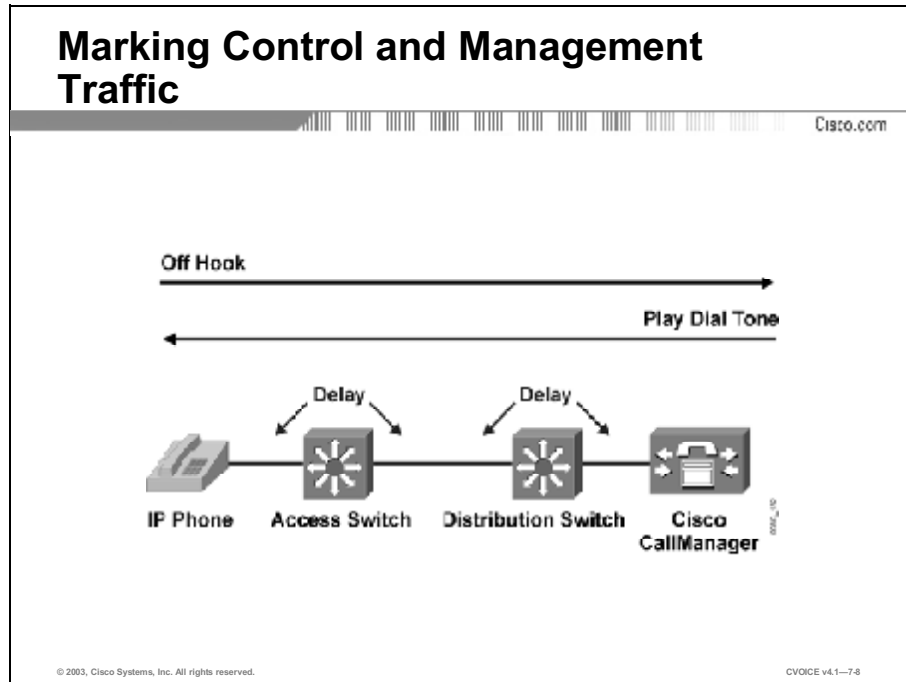 Marking Control and Management
Traffic
Cisco.com
Off Hook
Play Dial Tone
Delay
Delay
IP Phone
Access Switch
Distribution Switch
Cisco
CallManager
© 2003, Cisco Systems, Inc. All rights reserved.
CVOICE v4.1—7-8